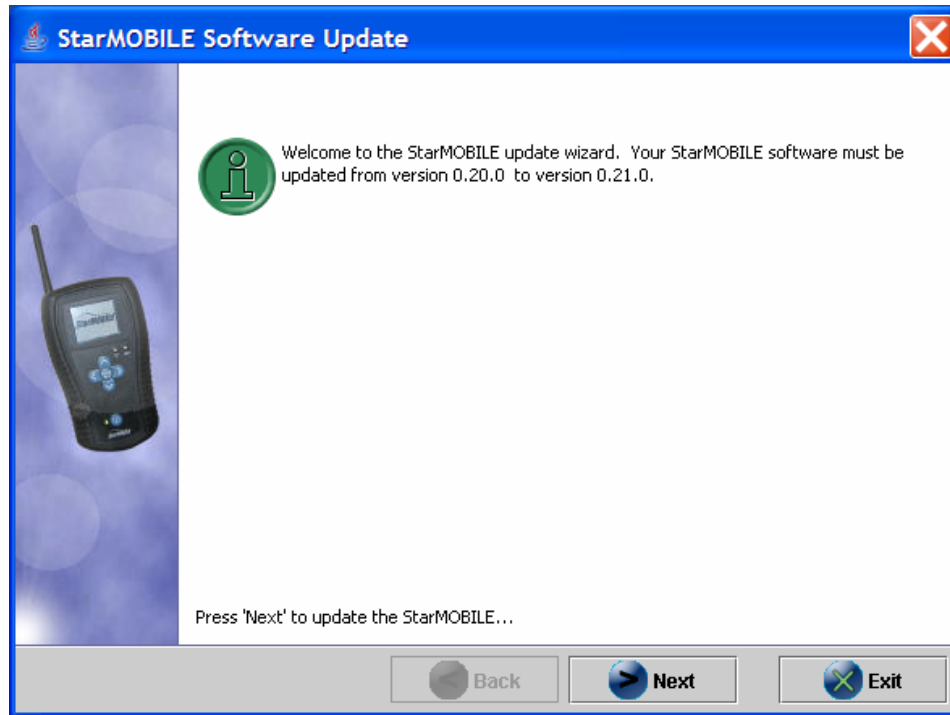 StarMOBILE Software Update
Welcome to the StarMOBILE update wizard.  Your StarMOBILE software must be
updated from version 0.20.0  to version 0.21.0.
Press 'Next' to update the StarMOBILE...
Back
Next
Exit